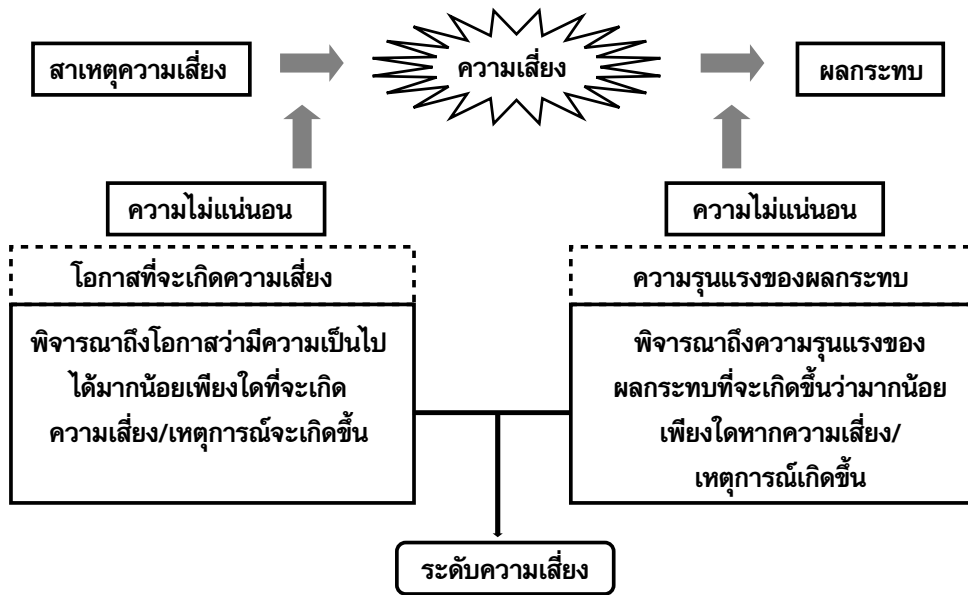 สาเหตุความเสี่ยง
ความเสี่ยง
ผลกระทบ
ความไม่แน่นอน
ความไม่แน่นอน
โอกาสที่จะเกิดความเสี่ยง
พิจารณาถึงโอกาสว่ามีความเป็นไป
ได้มากน้อยเพียงใดที่จะเกิด
ความเสี่ยง/เหตุการณ์จะเกิดขึ้น
ความรุนแรงของผลกระทบ
พิจารณาถึงความรุนแรงของ
ผลกระทบที่จะเกิดขึ้นว่ามากน้อย
เพียงใดหากความเสี่ยง/
เหตุการณ์เกิดขึ้น
ระดับความเสี่ยง